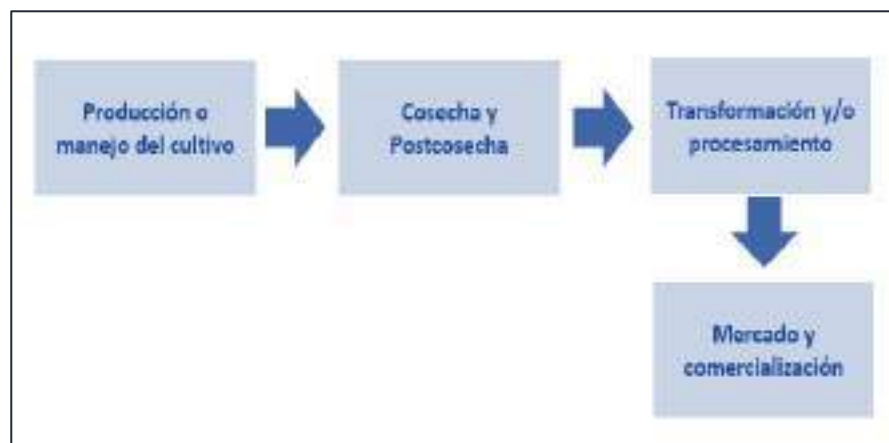 Producción o
manejo del cultivo
Cosecha y
Postcosecha
Transformación y/o
procesamiento
Mercado y
comercialización